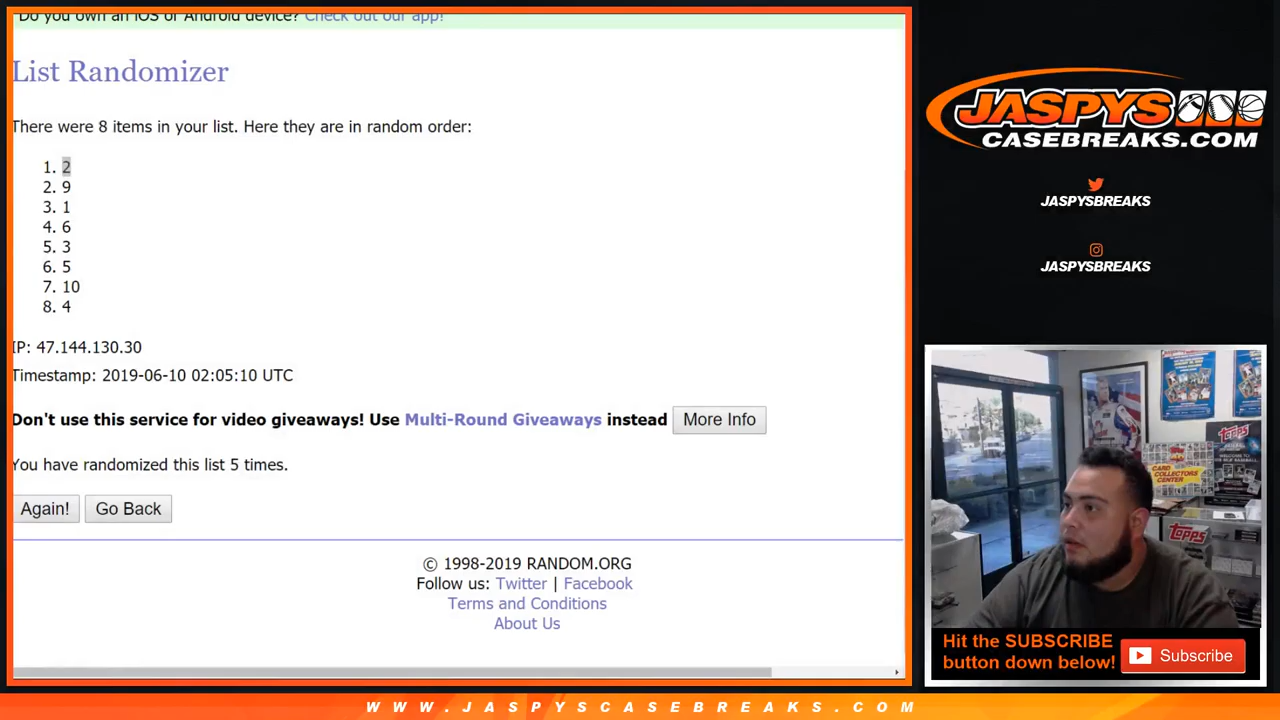 Do you own an iOS or Android device? Check out our app!
List Randomizer
There were 8 items in your list. Here they are in random order:
1. 2
2. 9
3. 1
4. 6
5. 3
6. 5
7. 10
8. 4
IP: 47.144.130.30
Timestamp: 2019-06-10 02:05:10 UTC
Don't use this service for video giveaways! Use Multi-Round Giveaways instead More Info
You have randomized this list 5 times.
Again! Go Back
© 1998-2019 RANDOM.ORG
Follow us: Twitter | Facebook
Terms and Conditions
About Us
JASPYS
CASEBREAKS.COM
JASPYSBREAKS
JASPYSBREAKS
topps
CARD
COLLECTORS
CENTER
topps
Hit the SUBSCRIBE
button down below!
Subscribe
WWW.JASPYSCASEBREAKS.COM